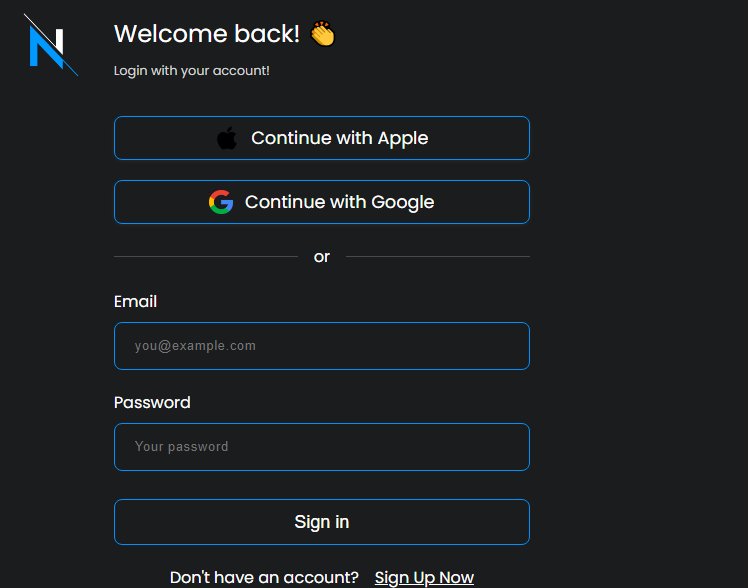 Welcome back! 👏
Login with your account!
Continue with Apple
Continue with Google
or
Email
you@example.com
Password
Your password
Sign in
Don't have an account? Sign Up Now